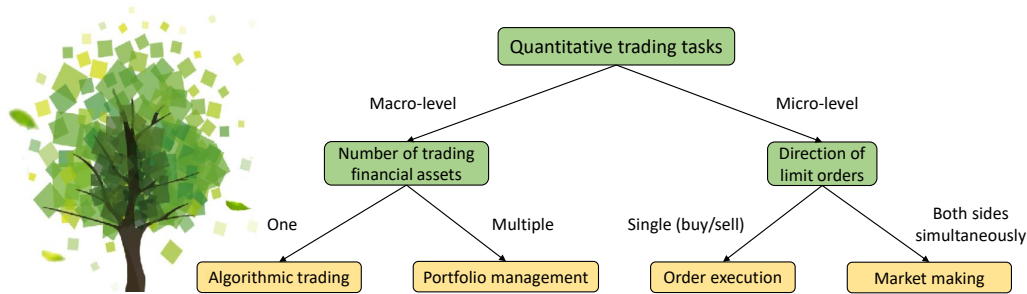 Quantitative trading tasks
Macro-level
Micro-level
Number of trading
financial assets
Direction of
limit orders
One
Multiple
Single (buy/sell)
Both sides
simultaneously
Algorithmic trading
Portfolio management
Order execution
Market making